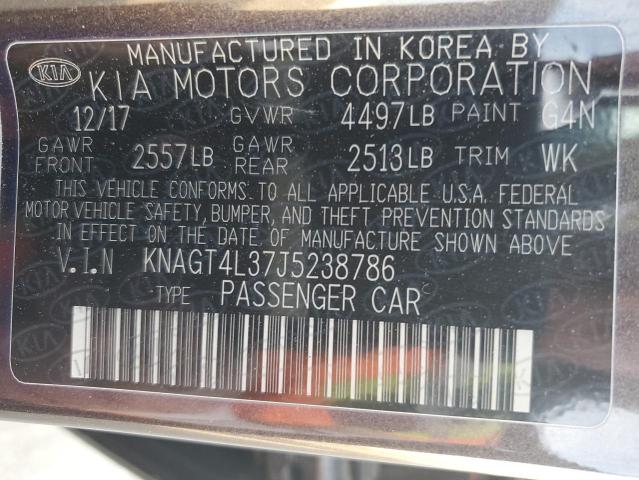 MANUFACTURED IN KOREA BY
KIA KIA MOTORS CORPORATION
12/17 GVWR 4497LB PAINT G4N
GAWR FRONT 2557LB GAWR REAR 2513LB TRIM WK
THIS VEHICLE CONFORMS TO ALL APPLICABLE U.S.A. FEDERAL
MOTOR VEHICLE SAFETY, BUMPER, AND THEFT PREVENTION STANDARDS
IN EFFECT ON THE DATE OF MANUFACTURE SHOWN ABOVE
V.I.N KNAGT4L37J5238786
TYPE PASSENGER CAR